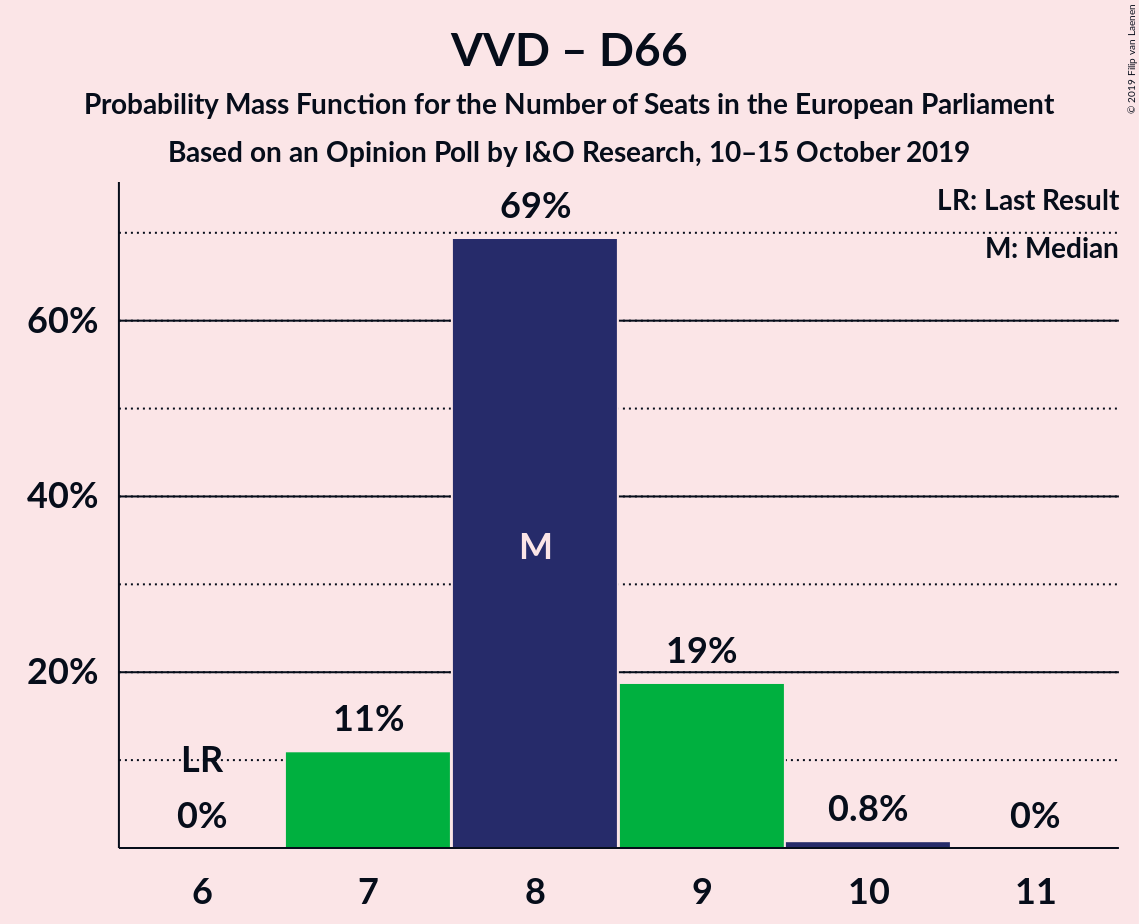 VVD – D66
Probability Mass Function for the Number of Seats in the European Parliament
Based on an Opinion Poll by I&O Research, 10–15 October 2019
© 2019 Filip van Laenen
LR: Last Result
M: Median
69%
60%
40%
20%
M
19%
11%
LR
0%
0.8%
0%
6 7 8 9 10 11